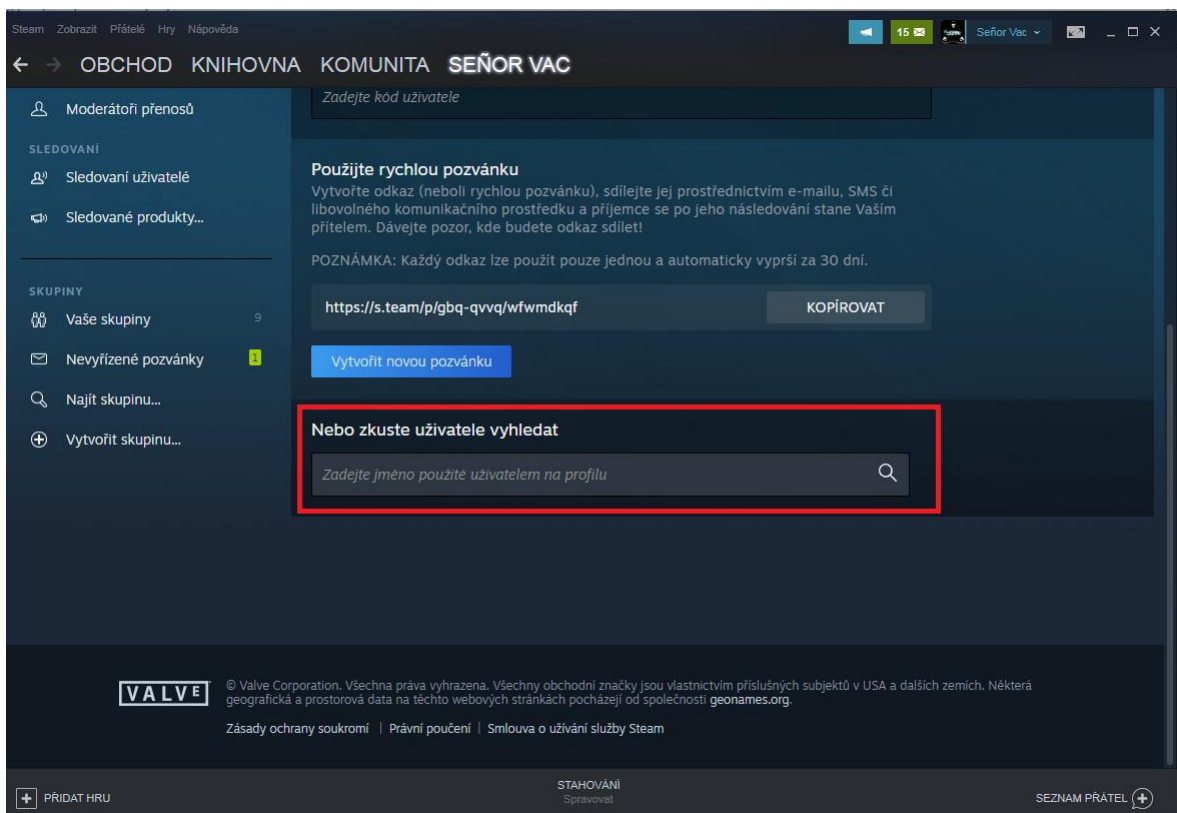 Steam Zobrazit Přátelé Hry Nápověda
15
Señor Vac
OBCHOD KNIHOVNA KOMUNITA SEÑOR VAC
Moderátoři přenosů
SLEDOVANÍ
Sledovaní uživatelé
Sledované produkty...
SKUPINY
Vaše skupiny 9
Nevyřízené pozvánky 1
Najít skupinu...
Vytvořit skupinu...
Zadejte kód uživatele
Použijte rychlou pozvánku
Vytvořte odkaz (neboli rychlou pozvánku), sdílejte jej prostřednictvím e-mailu, SMS či
libovolného komunikačního prostředku a příjemce se po jeho následování stane Vaším
přítelem. Dávejte pozor, kde budete odkaz sdílet!
POZNÁMKA: Každý odkaz lze použít pouze jednou a automaticky vyprší za 30 dní.
https://s.team/p/gbq-qvvq/wfwmdkqf KOPÍROVAT
Vytvořit novou pozvánku
Nebo zkuste uživatele vyhledat
Zadejte jméno použité uživatelem na profilu
VALVE
© Valve Corporation. Všechna práva vyhrazena. Všechny obchodní značky jsou vlastnictvím příslušných subjektů v USA a dalších zemích. Některá
geografická a prostorová data na těchto webových stránkách pocházejí od společnosti geonames.org.
Zásady ochrany soukromí | Právní poučení | Smlouva o užívání služby Steam
PŘIDAT HRU
STAHOVÁNÍ
Spravovat
SEZNAM PŘÁTEL